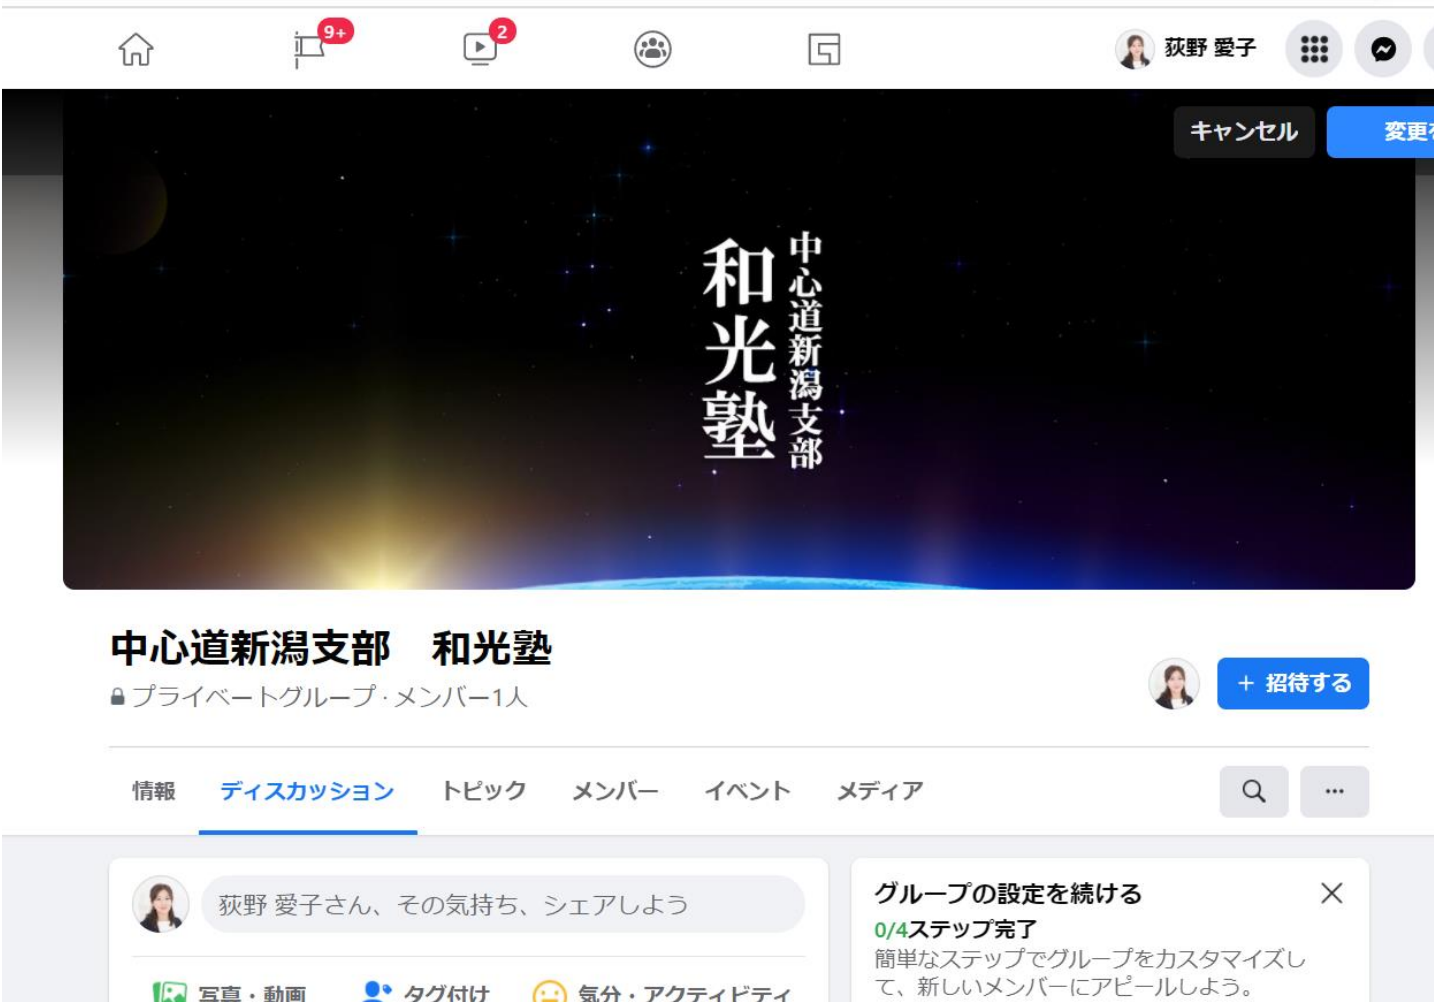 9+
2
荻野 愛子
キャンセル
変更を
中心道新潟支部
和光塾
中心道新潟支部　和光塾
プライベートグループ · メンバー1人
+ 招待する
情報
ディスカッション
トピック
メンバー
イベント
メディア
荻野 愛子さん、その気持ち、シェアしよう
写真・動画
タグ付け
気分・アクティビティ
グループの設定を続ける
0/4ステップ完了
簡単なステップでグループをカスタマイズし
て、新しいメンバーにアピールしよう。